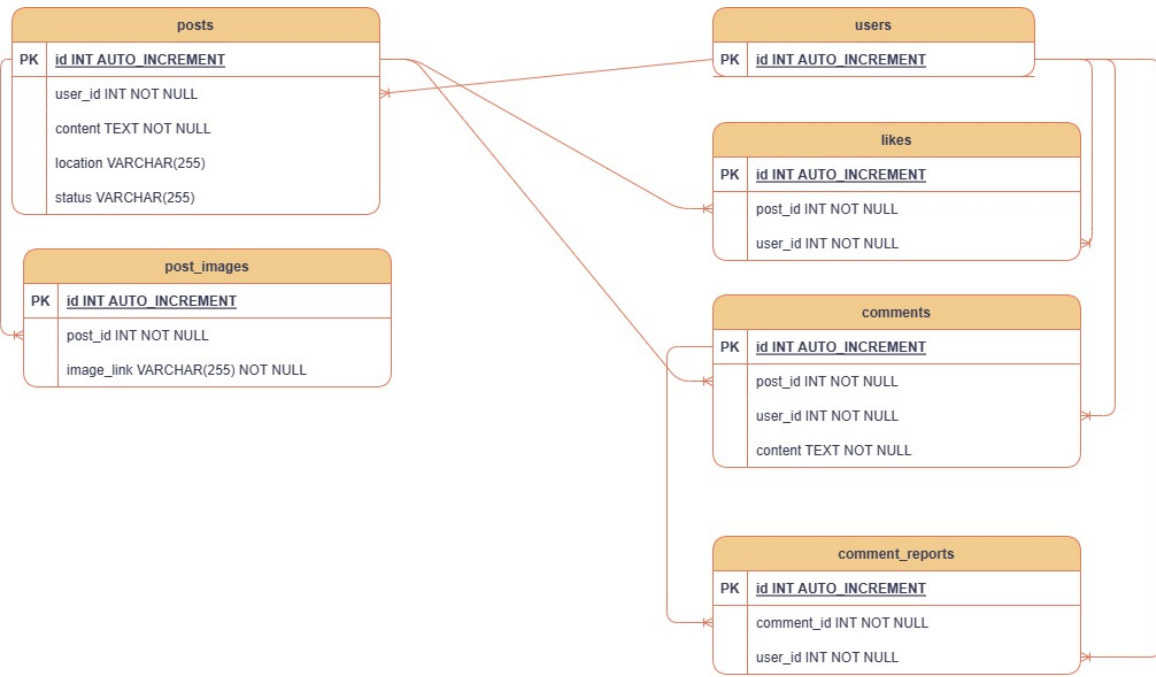 posts
PK id INT AUTO_INCREMENT
user_id INT NOT NULL
content TEXT NOT NULL
location VARCHAR(255)
status VARCHAR(255)
post_images
PK id INT AUTO_INCREMENT
post_id INT NOT NULL
image_link VARCHAR(255) NOT NULL
users
PK id INT AUTO_INCREMENT
likes
PK id INT AUTO_INCREMENT
post_id INT NOT NULL
user_id INT NOT NULL
comments
PK id INT AUTO_INCREMENT
post_id INT NOT NULL
user_id INT NOT NULL
content TEXT NOT NULL
comment_reports
PK id INT AUTO_INCREMENT
comment_id INT NOT NULL
user_id INT NOT NULL